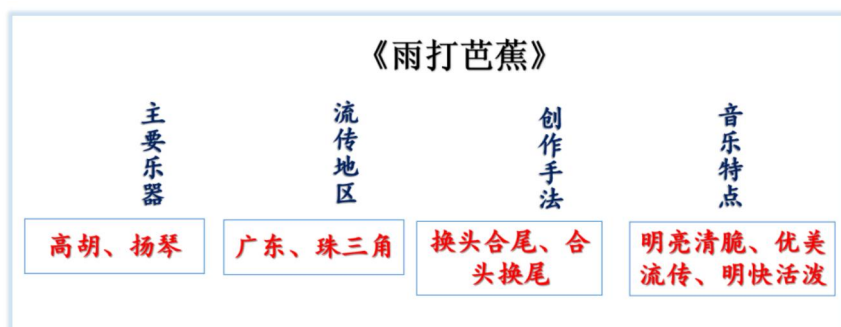 《雨打芭蕉》
主要乐器
流传地区
创作手法
音乐特点
高胡、扬琴
广东、珠三角
换头合尾、合
头换尾
明亮清脆、优美
流传、明快活泼